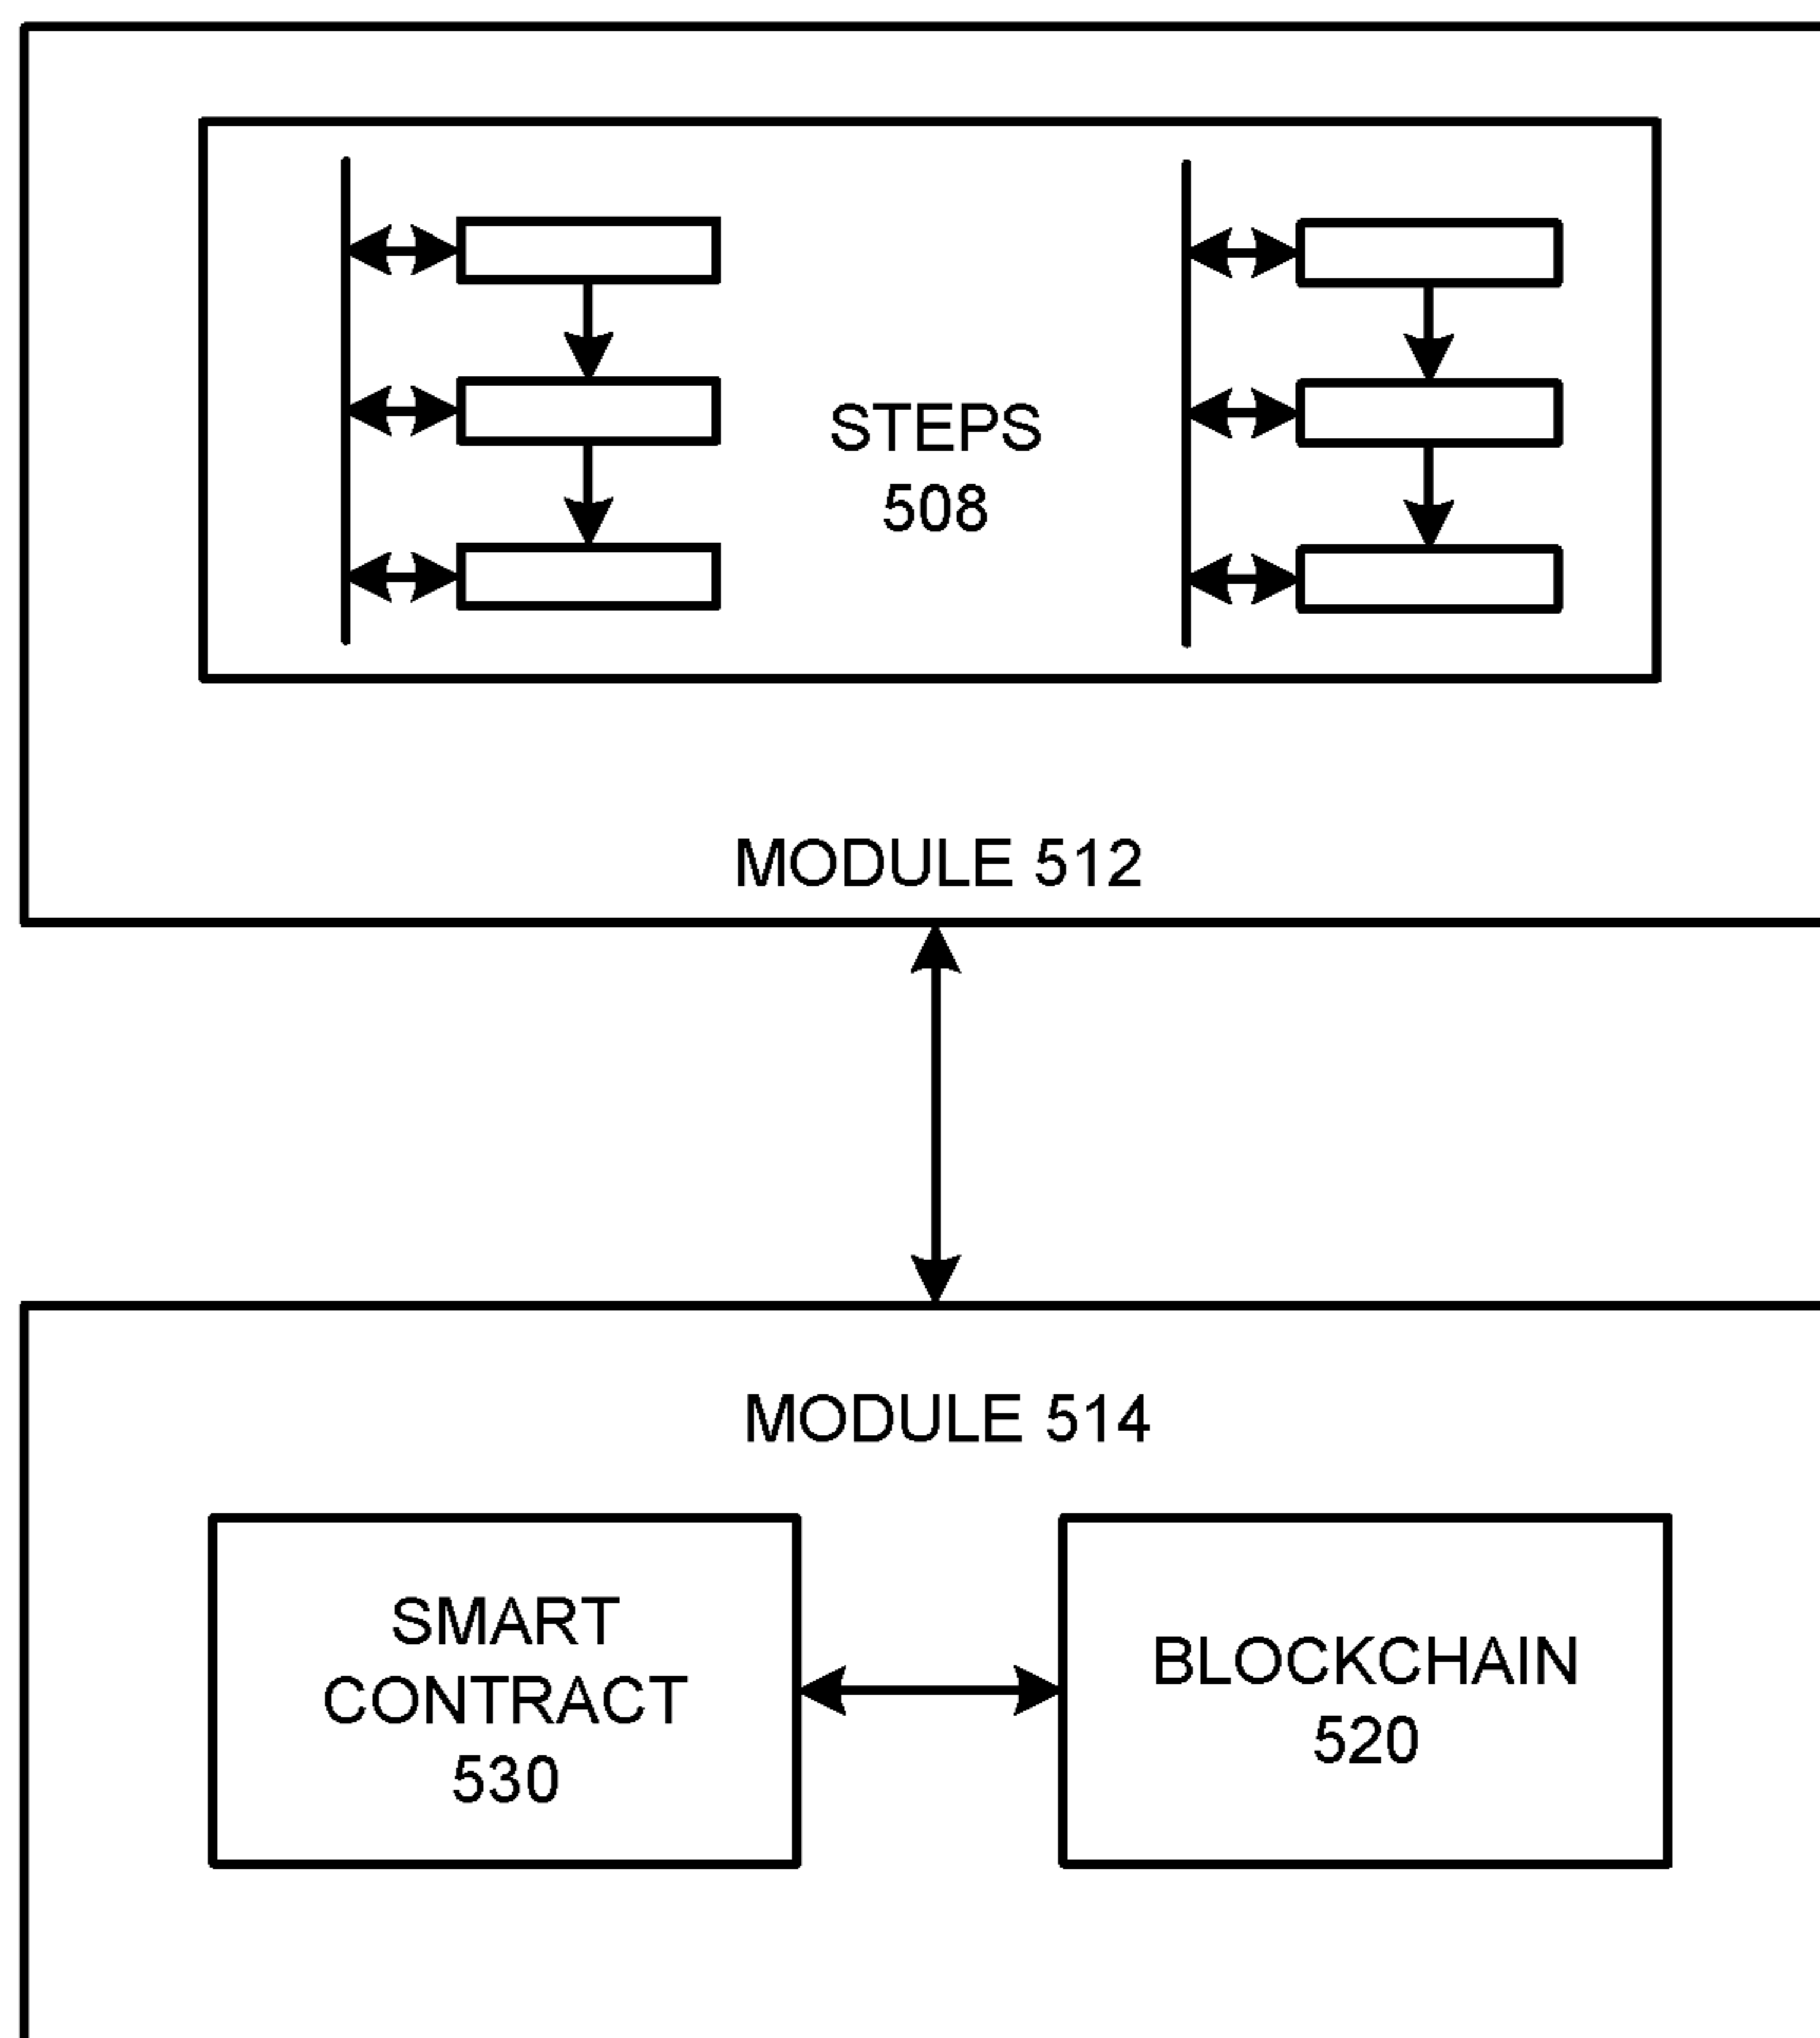 STEPS
508
MODULE 512
MODULE 514
SMART
CONTRACT
530
BLOCKCHAIN
520